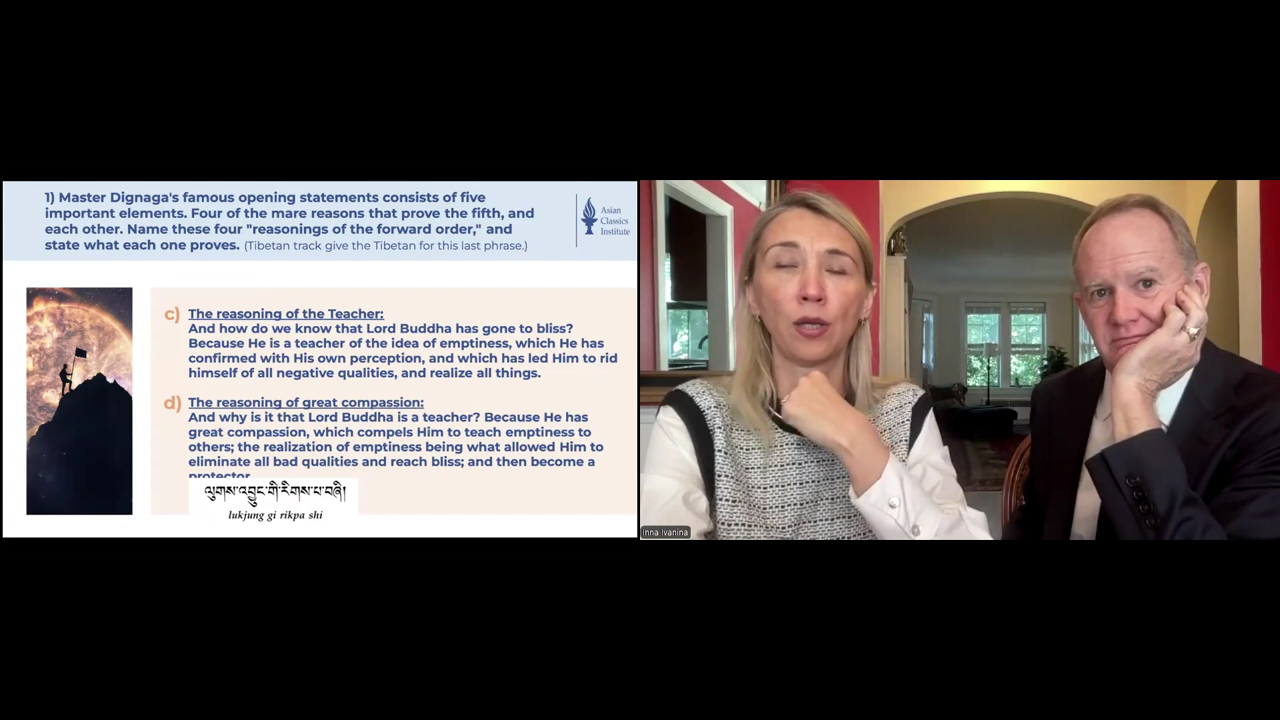 1) Master Dignaga's famous opening statements consists of five
important elements. Four of the mare reasons that prove the fifth, and
each other. Name these four "reasonings of the forward order," and
state what each one proves. (Tibetan track give the Tibetan for this last phrase.)
Asian
Classics
Institute
c) The reasoning of the Teacher:
And how do we know that Lord Buddha has gone to bliss?
Because He is a teacher of the idea of emptiness, which He has
confirmed with His own perception, and which has led Him to rid
himself of all negative qualities, and realize all things.
d) The reasoning of great compassion:
And why is it that Lord Buddha is a teacher? Because He has
great compassion, which compels Him to teach emptiness to
others; the realization of emptiness being what allowed Him to
eliminate all bad qualities and reach bliss; and then become a
protector
ལུགས་འབྱུང་གི་རིགས་པ་བཞི།
lukjung gi rikpa shi
Inna Ivanina